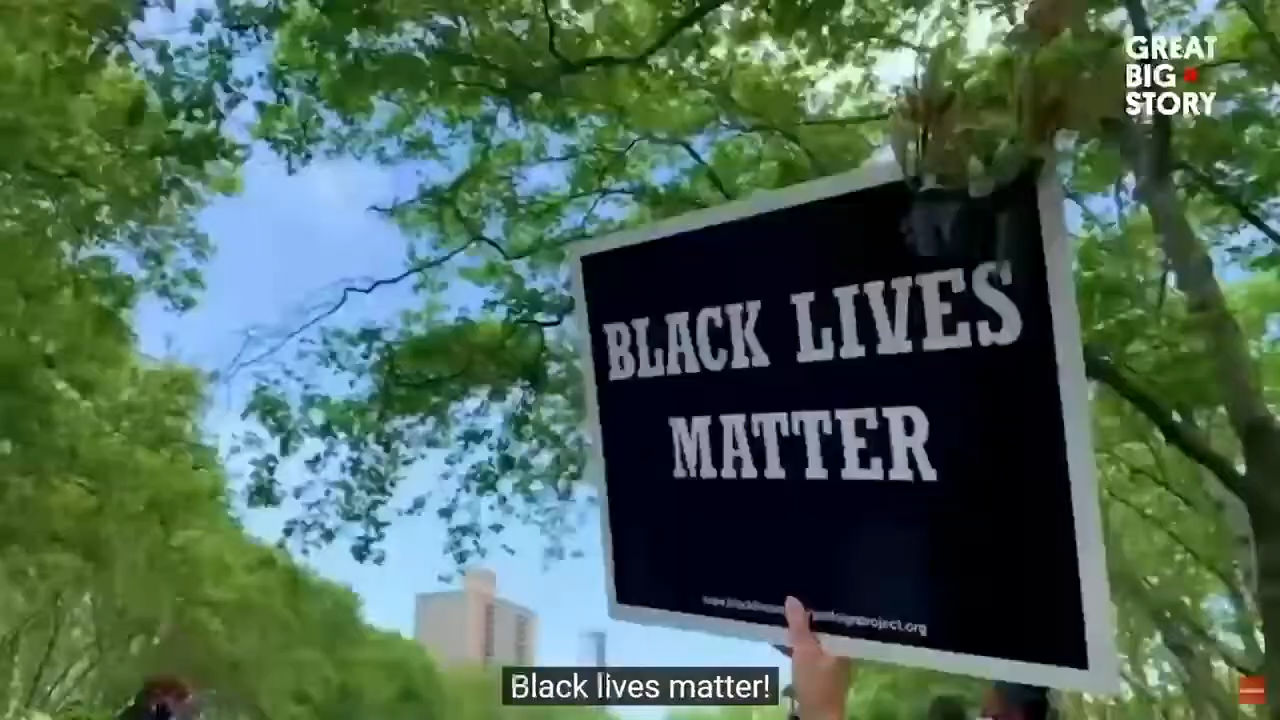 GREAT
BIG
STORY
BLACK LIVES
MATTER
Black lives matter!